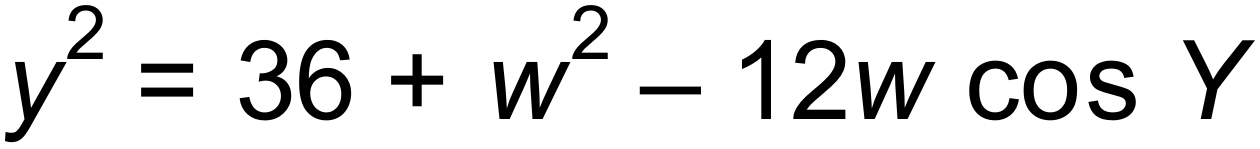 y² = 36 + w² – 12w cos Y